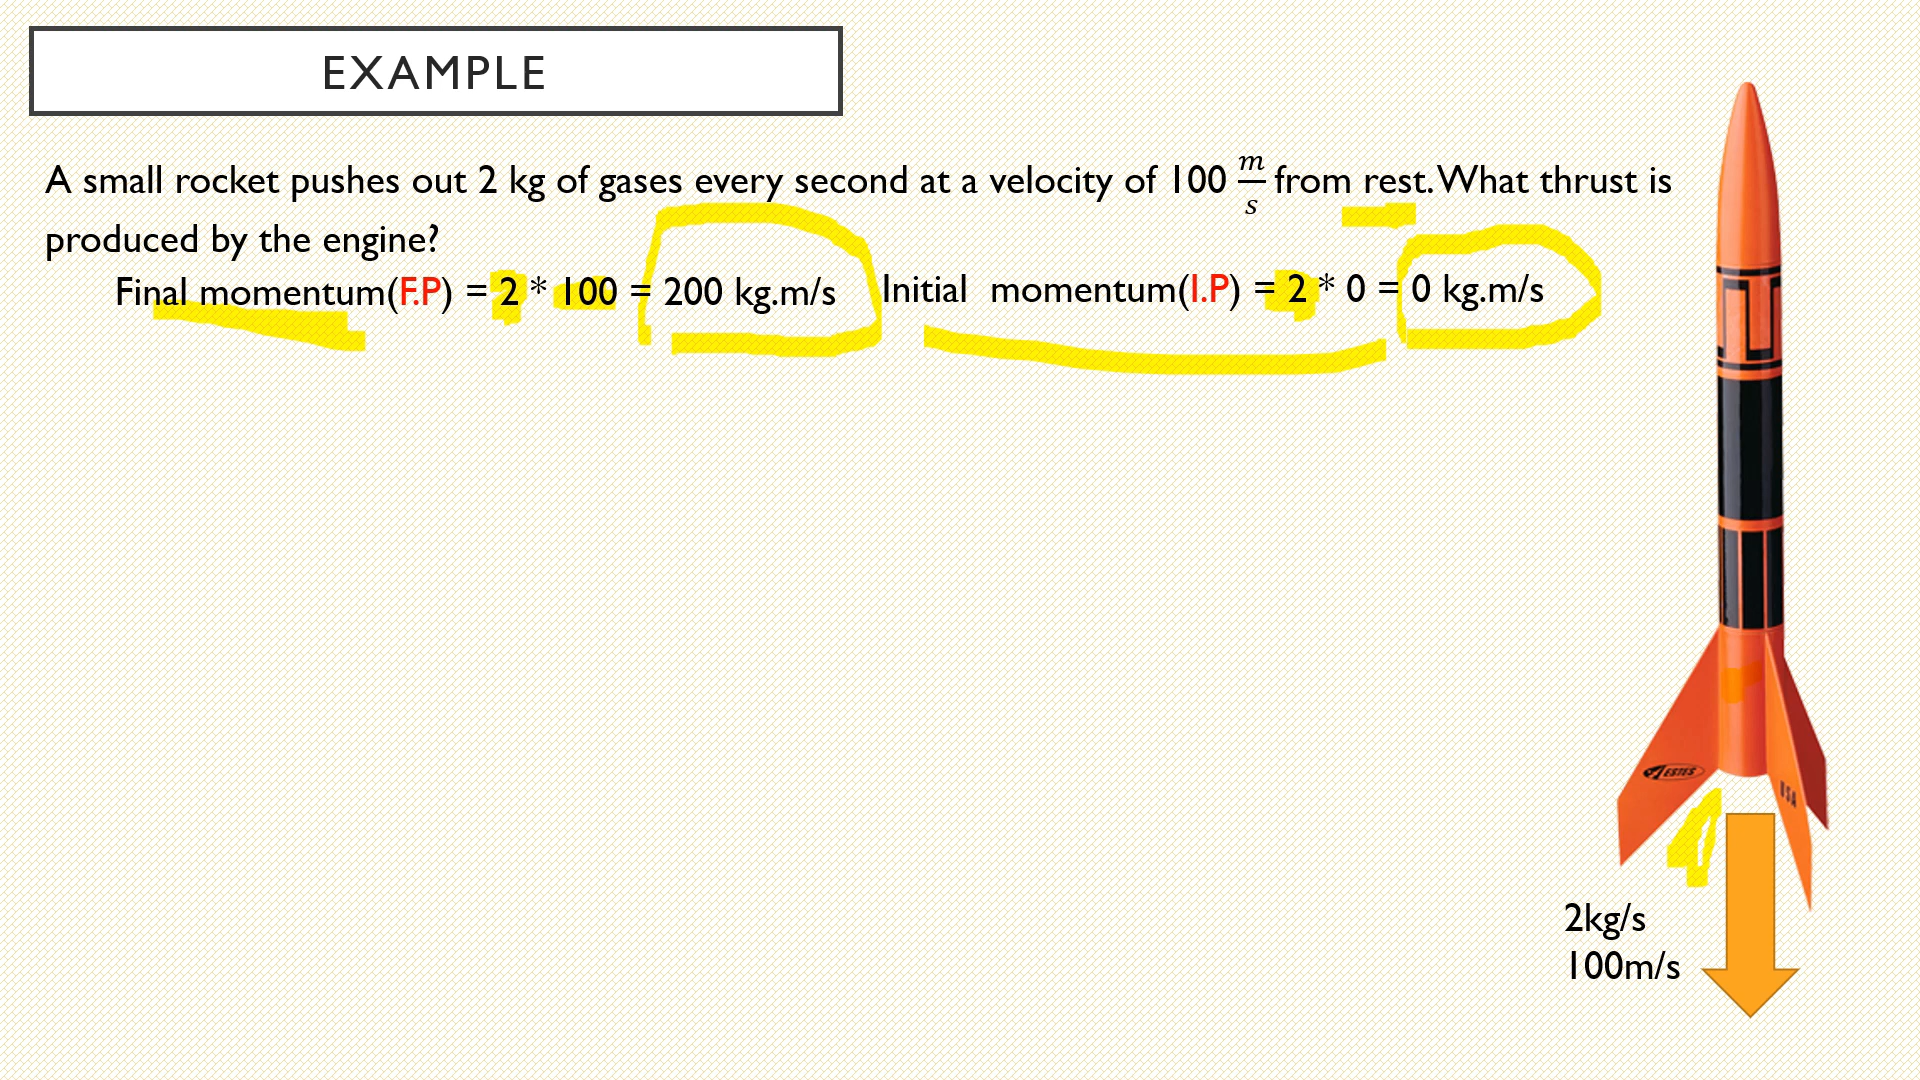 EXAMPLE
A small rocket pushes out 2 kg of gases every second at a velocity of 100 m/s from rest. What thrust is
produced by the engine?
Final momentum(F.P) = 2 * 100 = 200 kg.m/s Initial momentum(I.P) = 2 * 0 = 0 kg.m/s
ESTES
USA
2kg/s
100m/s